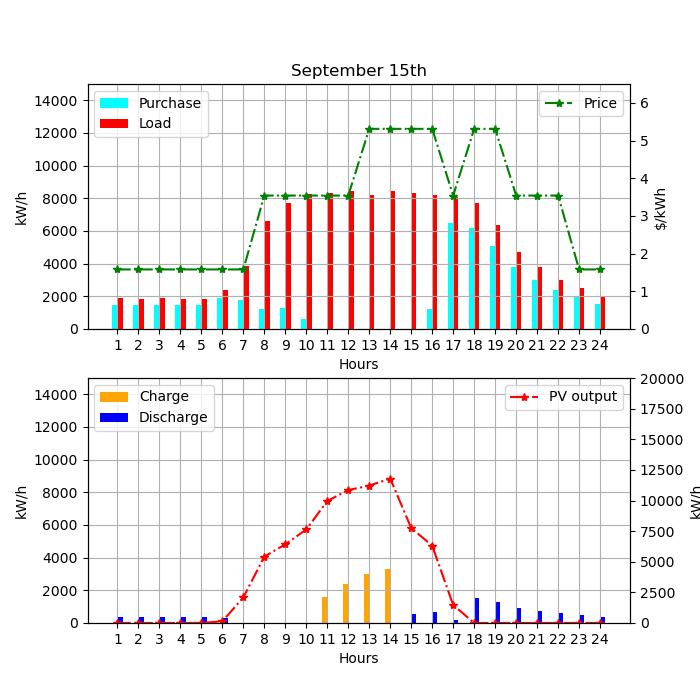 September 15th
14000
12000
10000
8000
6000
4000
2000
0
kW/h
Purchase
Load
Price
6
5
4
3
2
1
0
$/kWh
1 2 3 4 5 6 7 8 9 10 11 12 13 14 15 16 17 18 19 20 21 22 23 24
Hours
14000
12000
10000
8000
6000
4000
2000
0
kW/h
Charge
Discharge
PV output
20000
17500
15000
12500
10000
7500
5000
2500
0
kW/h
1 2 3 4 5 6 7 8 9 10 11 12 13 14 15 16 17 18 19 20 21 22 23 24
Hours